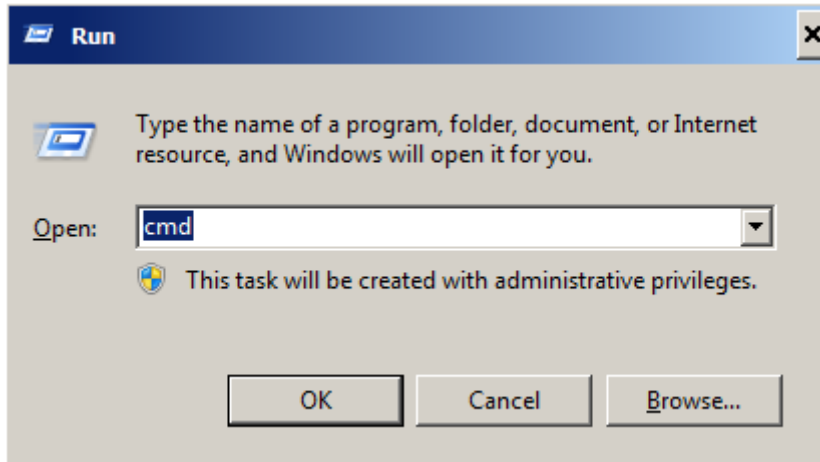 Run
Type the name of a program, folder, document, or Internet
resource, and Windows will open it for you.
Open: cmd
This task will be created with administrative privileges.
OK Cancel Browse...